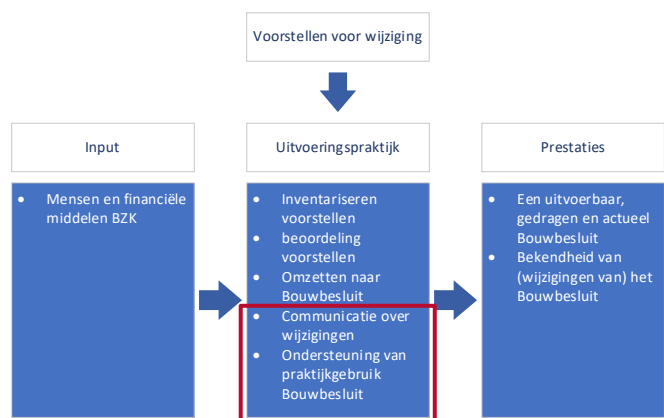 Voorstellen voor wijziging
Input
Uitvoeringspraktijk
Prestaties
• Mensen en financiële
middelen BZK
• Inventariseren
voorstellen
• beoordeling
voorstellen
• Omzetten naar
Bouwbesluit
• Communicatie over
wijzigingen
• Ondersteuning van
praktijkgebruik
Bouwbesluit
• Een uitvoerbaar,
gedragen en actueel
Bouwbesluit
• Bekendheid van
(wijzigingen van) het
Bouwbesluit